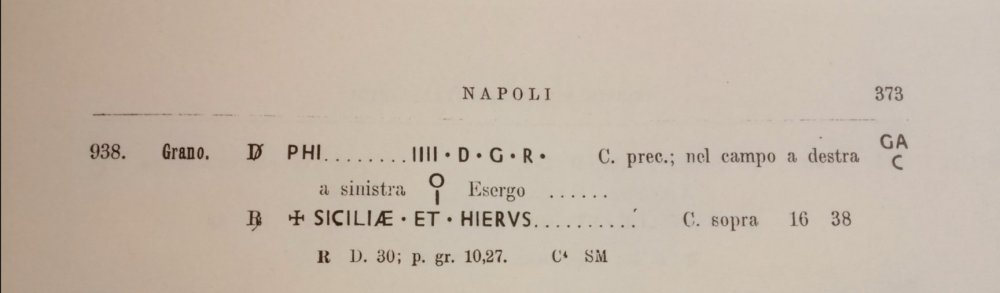 NAPOLI 373
938. Grano. D PHI........IIII · D · G · R · C. prec.; nel campo a destra GA
C
a sinistra O
I Esergo ......
R ✢ SICILIÆ · ET · HIERVS.......... C. sopra 16 38
R D. 30; p. gr. 10,27. C⁴ SM